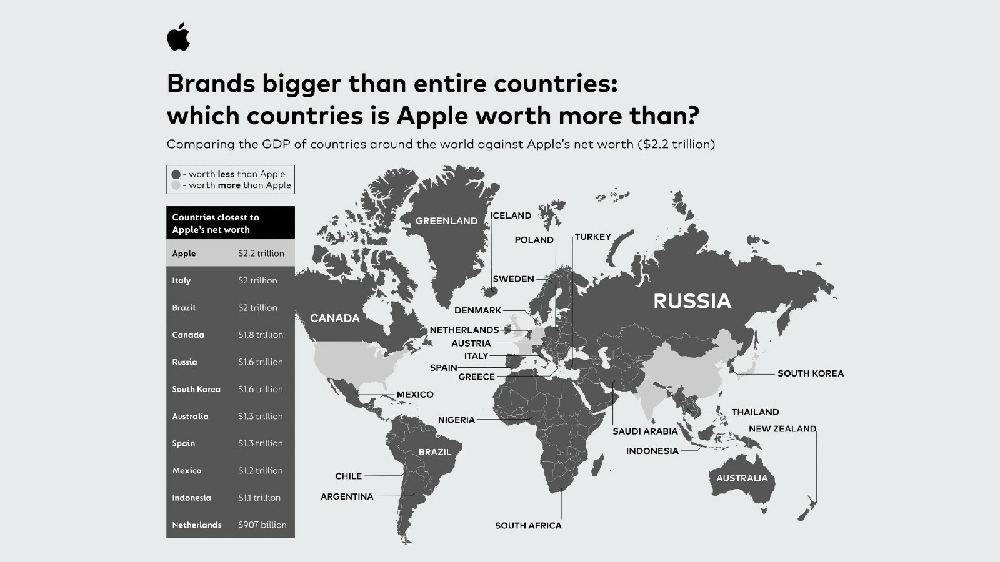 Brands bigger than entire countries:
which countries is Apple worth more than?
Comparing the GDP of countries around the world against Apple's net worth ($2.2 trillion)
- worth less than Apple
- worth more than Apple
Countries closest to
Apple's net worth
Apple $2.2 trillion
Italy $2 trillion
Brazil $2 trillion
Canada $1.8 trillion
Russia $1.6 trillion
South Korea $1.6 trillion
Australia $1.3 trillion
Spain $1.3 trillion
Mexico $1.2 trillion
Indonesia $1.1 trillion
Netherlands $907 billion
GREENLAND
ICELAND
POLAND
TURKEY
SWEDEN
RUSSIA
DENMARK
CANADA
NETHERLANDS
AUSTRIA
ITALY
SPAIN
GREECE
SOUTH KOREA
MEXICO
NIGERIA
THAILAND
SAUDI ARABIA
NEW ZEALAND
INDONESIA
BRAZIL
CHILE
AUSTRALIA
ARGENTINA
SOUTH AFRICA